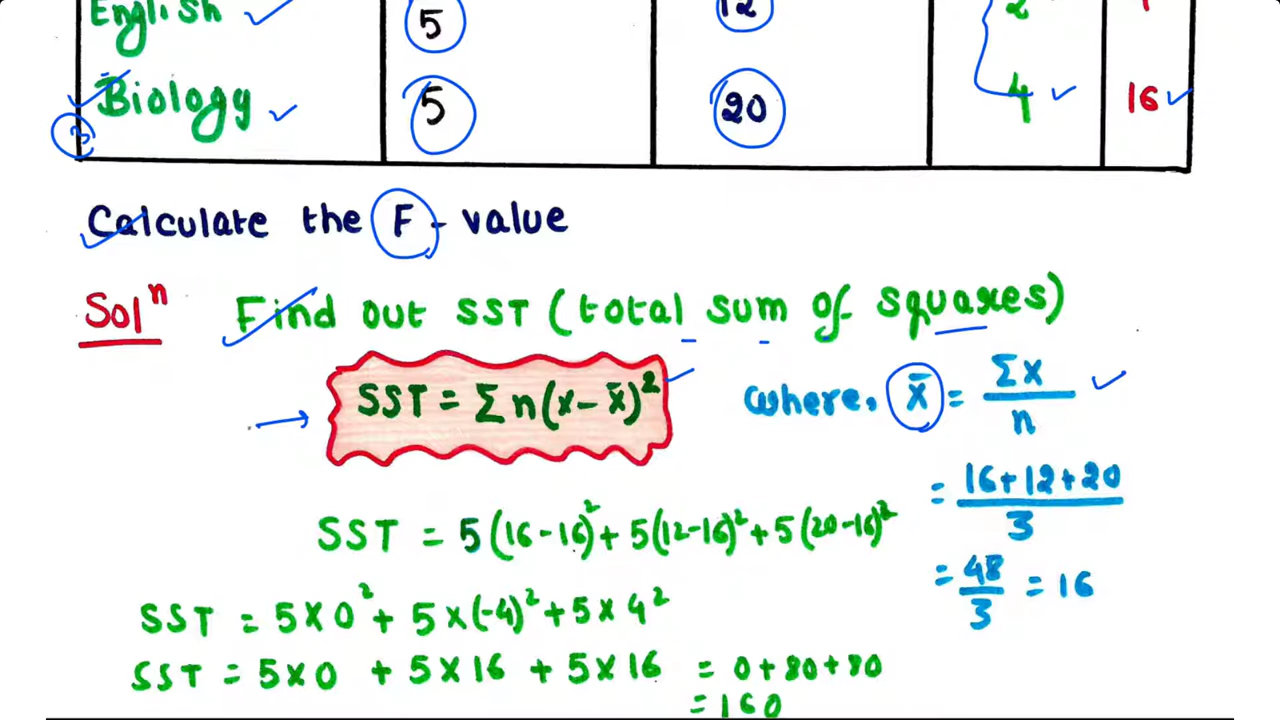 English 5 12 2
Biology 5 20 4 16
3
Calculate the F - value
Solⁿ Find out SST (total sum of squares)
SST = Σ n(x - x̄)² where, x̄ = Σx / n
= 16+12+20 / 3
SST = 5(16-16)² + 5(12-16)² + 5(20-16)²
= 48/3 = 16
SST = 5×0² + 5×(-4)² + 5×4²
SST = 5×0 + 5×16 + 5×16 = 0+80+80
= 160